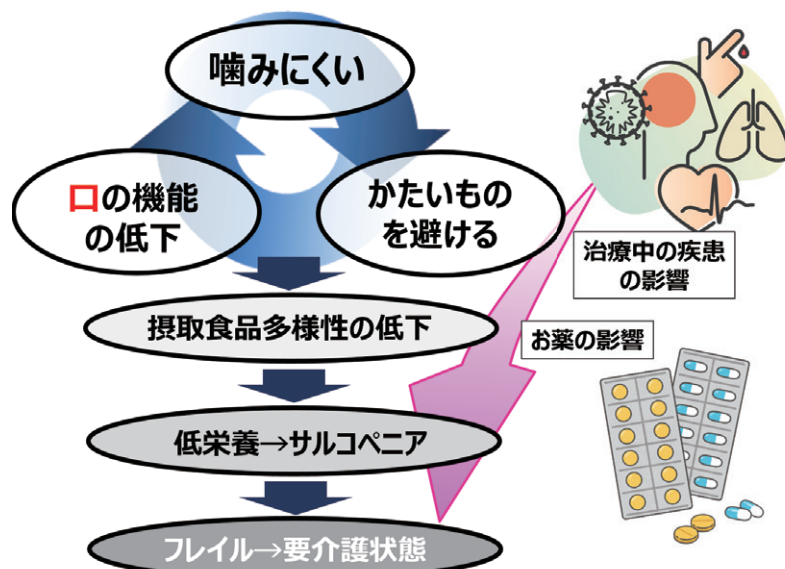 噛みにくい
口の機能
の低下
かたいもの
を避ける
治療中の疾患
の影響
摂取食品多様性の低下
お薬の影響
低栄養→サルコペニア
フレイル→要介護状態